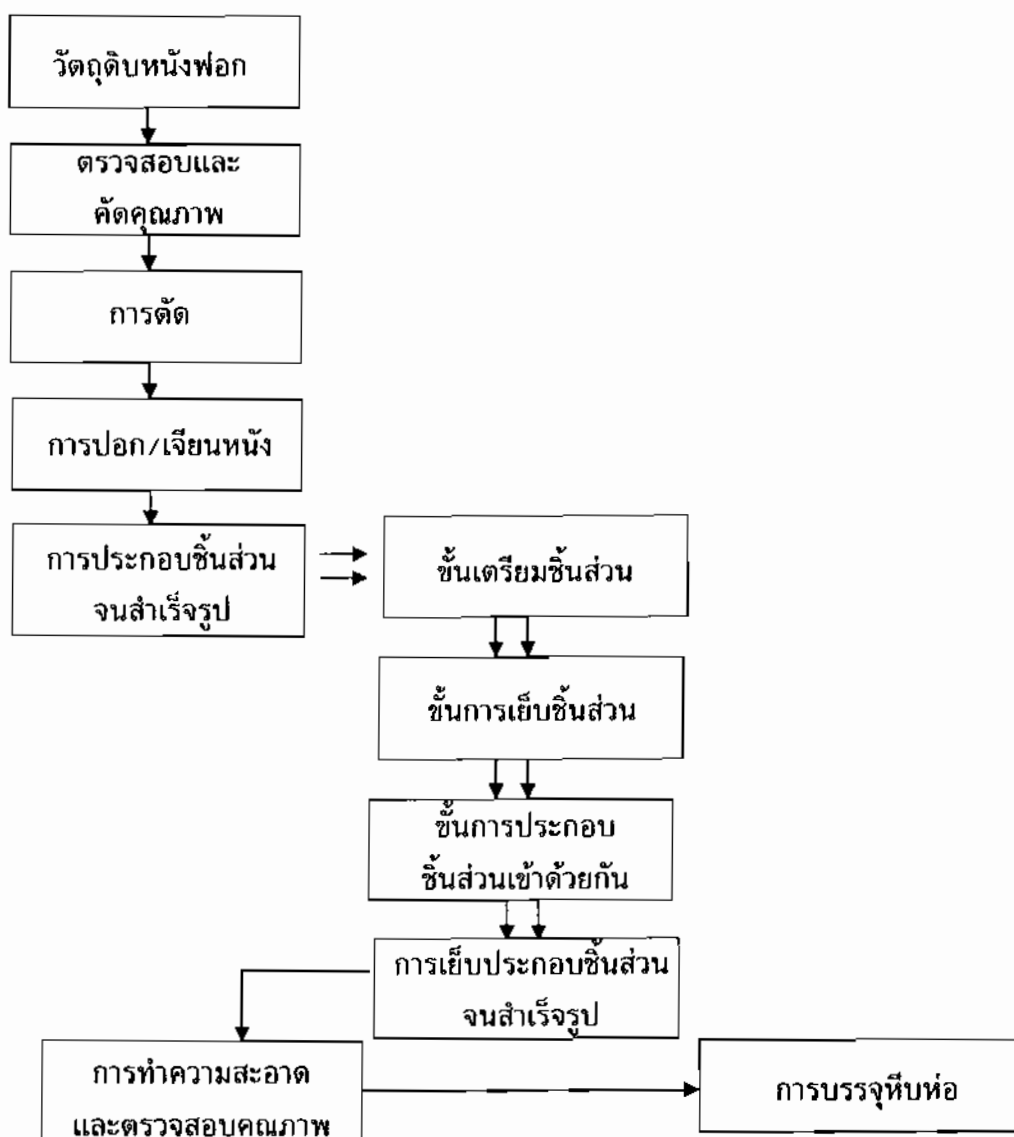 วัตถุดิบหนังฟอก
ตรวจสอบและ
คัดคุณภาพ
การตัด
การปอก/เจียนหนัง
การประกอบชิ้นส่วน
จนสำเร็จรูป
ขั้นเตรียมชิ้นส่วน
ขั้นการเย็บชิ้นส่วน
ขั้นการประกอบ
ชิ้นส่วนเข้าด้วยกัน
การเย็บประกอบชิ้นส่วน
จนสำเร็จรูป
การทำความสะอาด
และตรวจสอบคุณภาพ
การบรรจุหีบห่อ